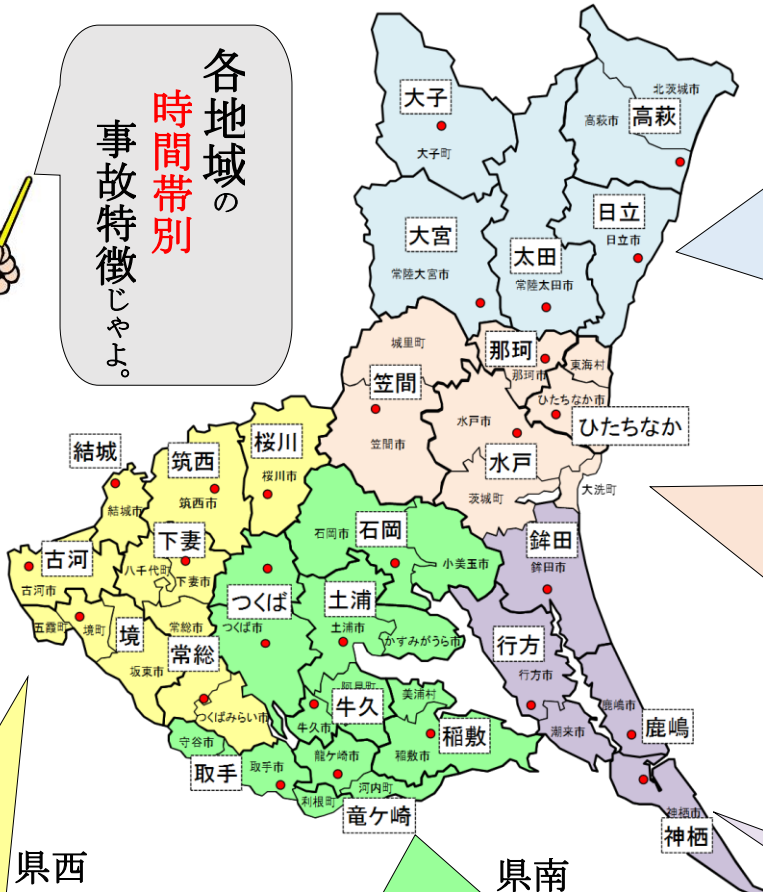 各地域の
時間帯別
事故特徴じゃよ。
大子
大子町
北茨城市
高萩市
高萩
日立
日立市
大宮
常陸大宮市
太田
常陸太田市
城里町
那珂
那珂市
東海村
笠間
笠間市
ひたちなか市
ひたちなか
水戸市
水戸
茨城町
大洗町
結城
結城市
筑西
筑西市
桜川
桜川市
下妻
八千代町
下妻市
古河
古河市
五霞町
境町
境
坂東市
常総市
常総
つくばみらい市
石岡市
石岡
小美玉市
つくば
つくば市
土浦
土浦市
かすみがうら市
鉾田
鉾田市
行方
行方市
潮来市
鹿嶋市
鹿嶋
神栖市
神栖
阿見町
美浦村
牛久
牛久市
稲敷
稲敷市
守谷市
取手
取手市
龍ケ崎市
利根町
河内町
竜ケ崎
県西
県南